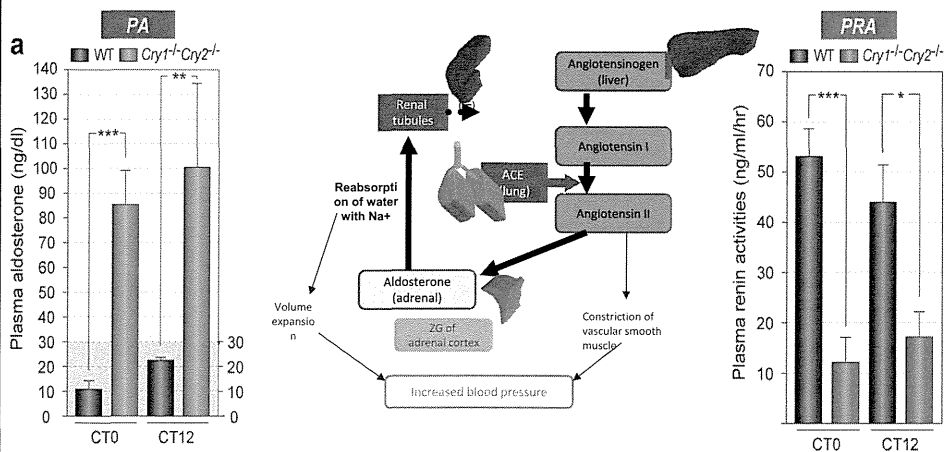 PA
a
WT Cry1-/-Cry2-/-
Plasma aldosterone (ng/dl)
140
130
120
110
100
90
80
70
60
50
40
30
20
10
0
***
**
30
20
10
0
CT0 CT12
Renal
tubules
(-)
Angiotensinogen
(liver)
Angiotensin I
ACE
(lung)
Angiotensin II
Reabsorpti
on of water
with Na+
Aldosterone
(adrenal)
ZG of
adrenal cortex
Volume
expansio
n
Constriction of
vascular smooth
muscle
Increased blood pressure
PRA
WT Cry1-/-Cry2-/-
Plasma renin activities (ng/ml/hr)
70
60
50
40
30
20
10
***
*
CT0 CT12